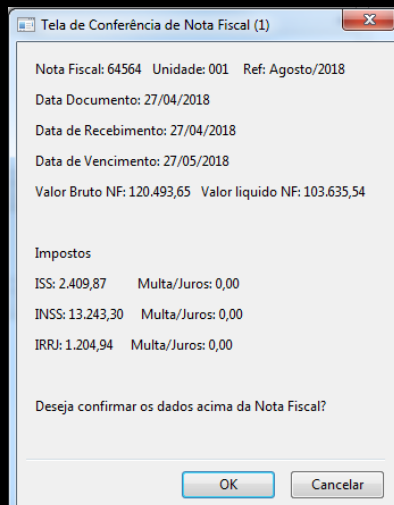 Tela de Conferência de Nota Fiscal (1)
Nota Fiscal: 64564 Unidade: 001 Ref: Agosto/2018
Data Documento: 27/04/2018
Data de Recebimento: 27/04/2018
Data de Vencimento: 27/05/2018
Valor Bruto NF: 120.493,65 Valor liquido NF: 103.635,54
Impostos
ISS: 2.409,87 Multa/Juros: 0,00
INSS: 13.243,30 Multa/Juros: 0,00
IRRJ: 1.204,94 Multa/Juros: 0,00
Deseja confirmar os dados acima da Nota Fiscal?
OK Cancelar